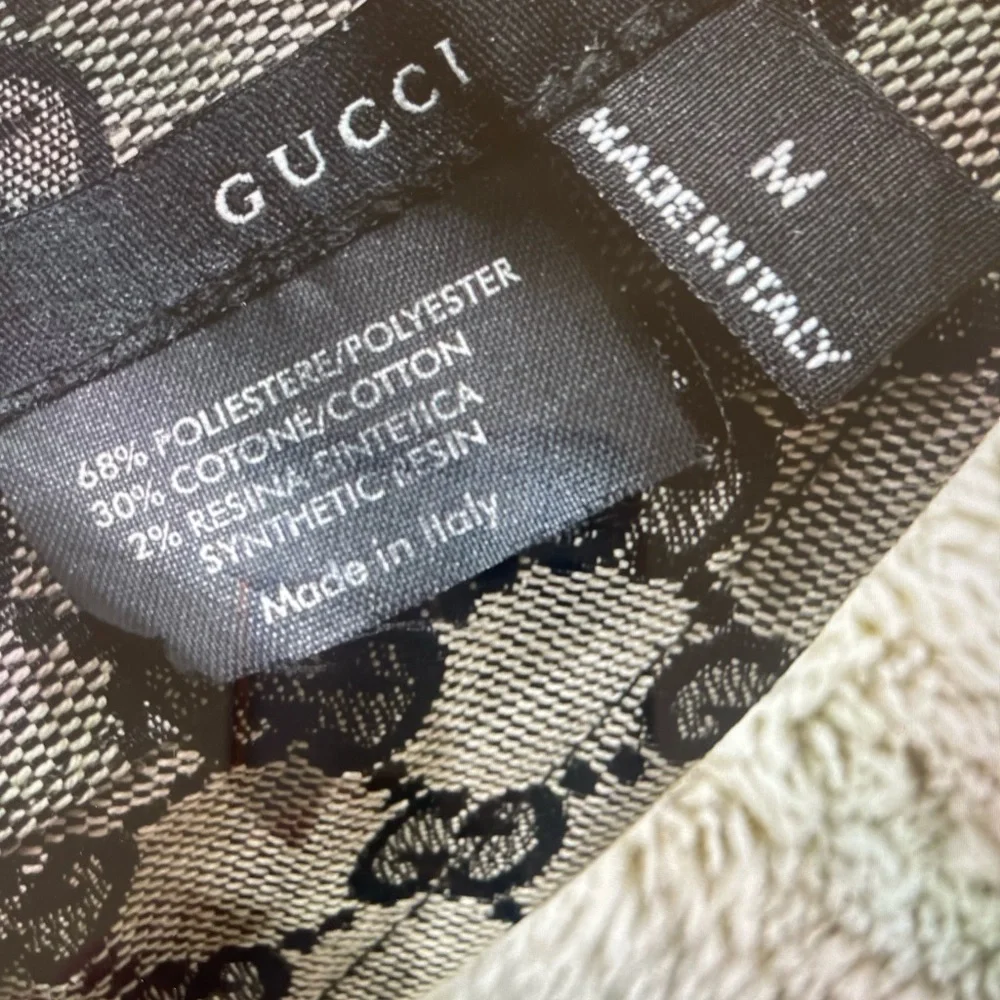 GUCCI
M
MADE IN ITALY
68% POLIESTERE/POLYESTER
30% COTONE/COTTON
2% RESINA SINTETICA
SYNTHETIC RESIN
Made in Italy